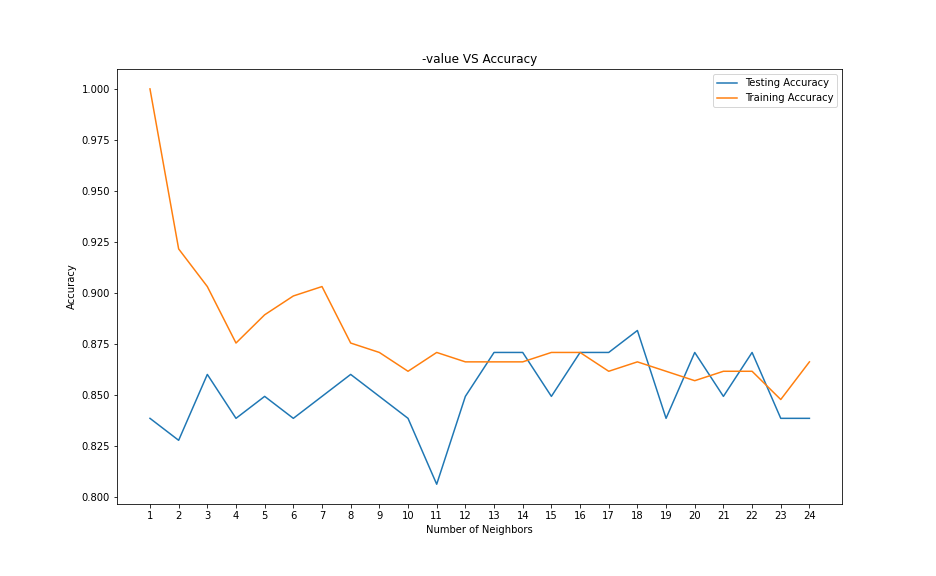 -value VS Accuracy
Testing Accuracy
Training Accuracy
Accuracy
1.000
0.975
0.950
0.925
0.900
0.875
0.850
0.825
0.800
1 2 3 4 5 6 7 8 9 10 11 12 13 14 15 16 17 18 19 20 21 22 23 24
Number of Neighbors